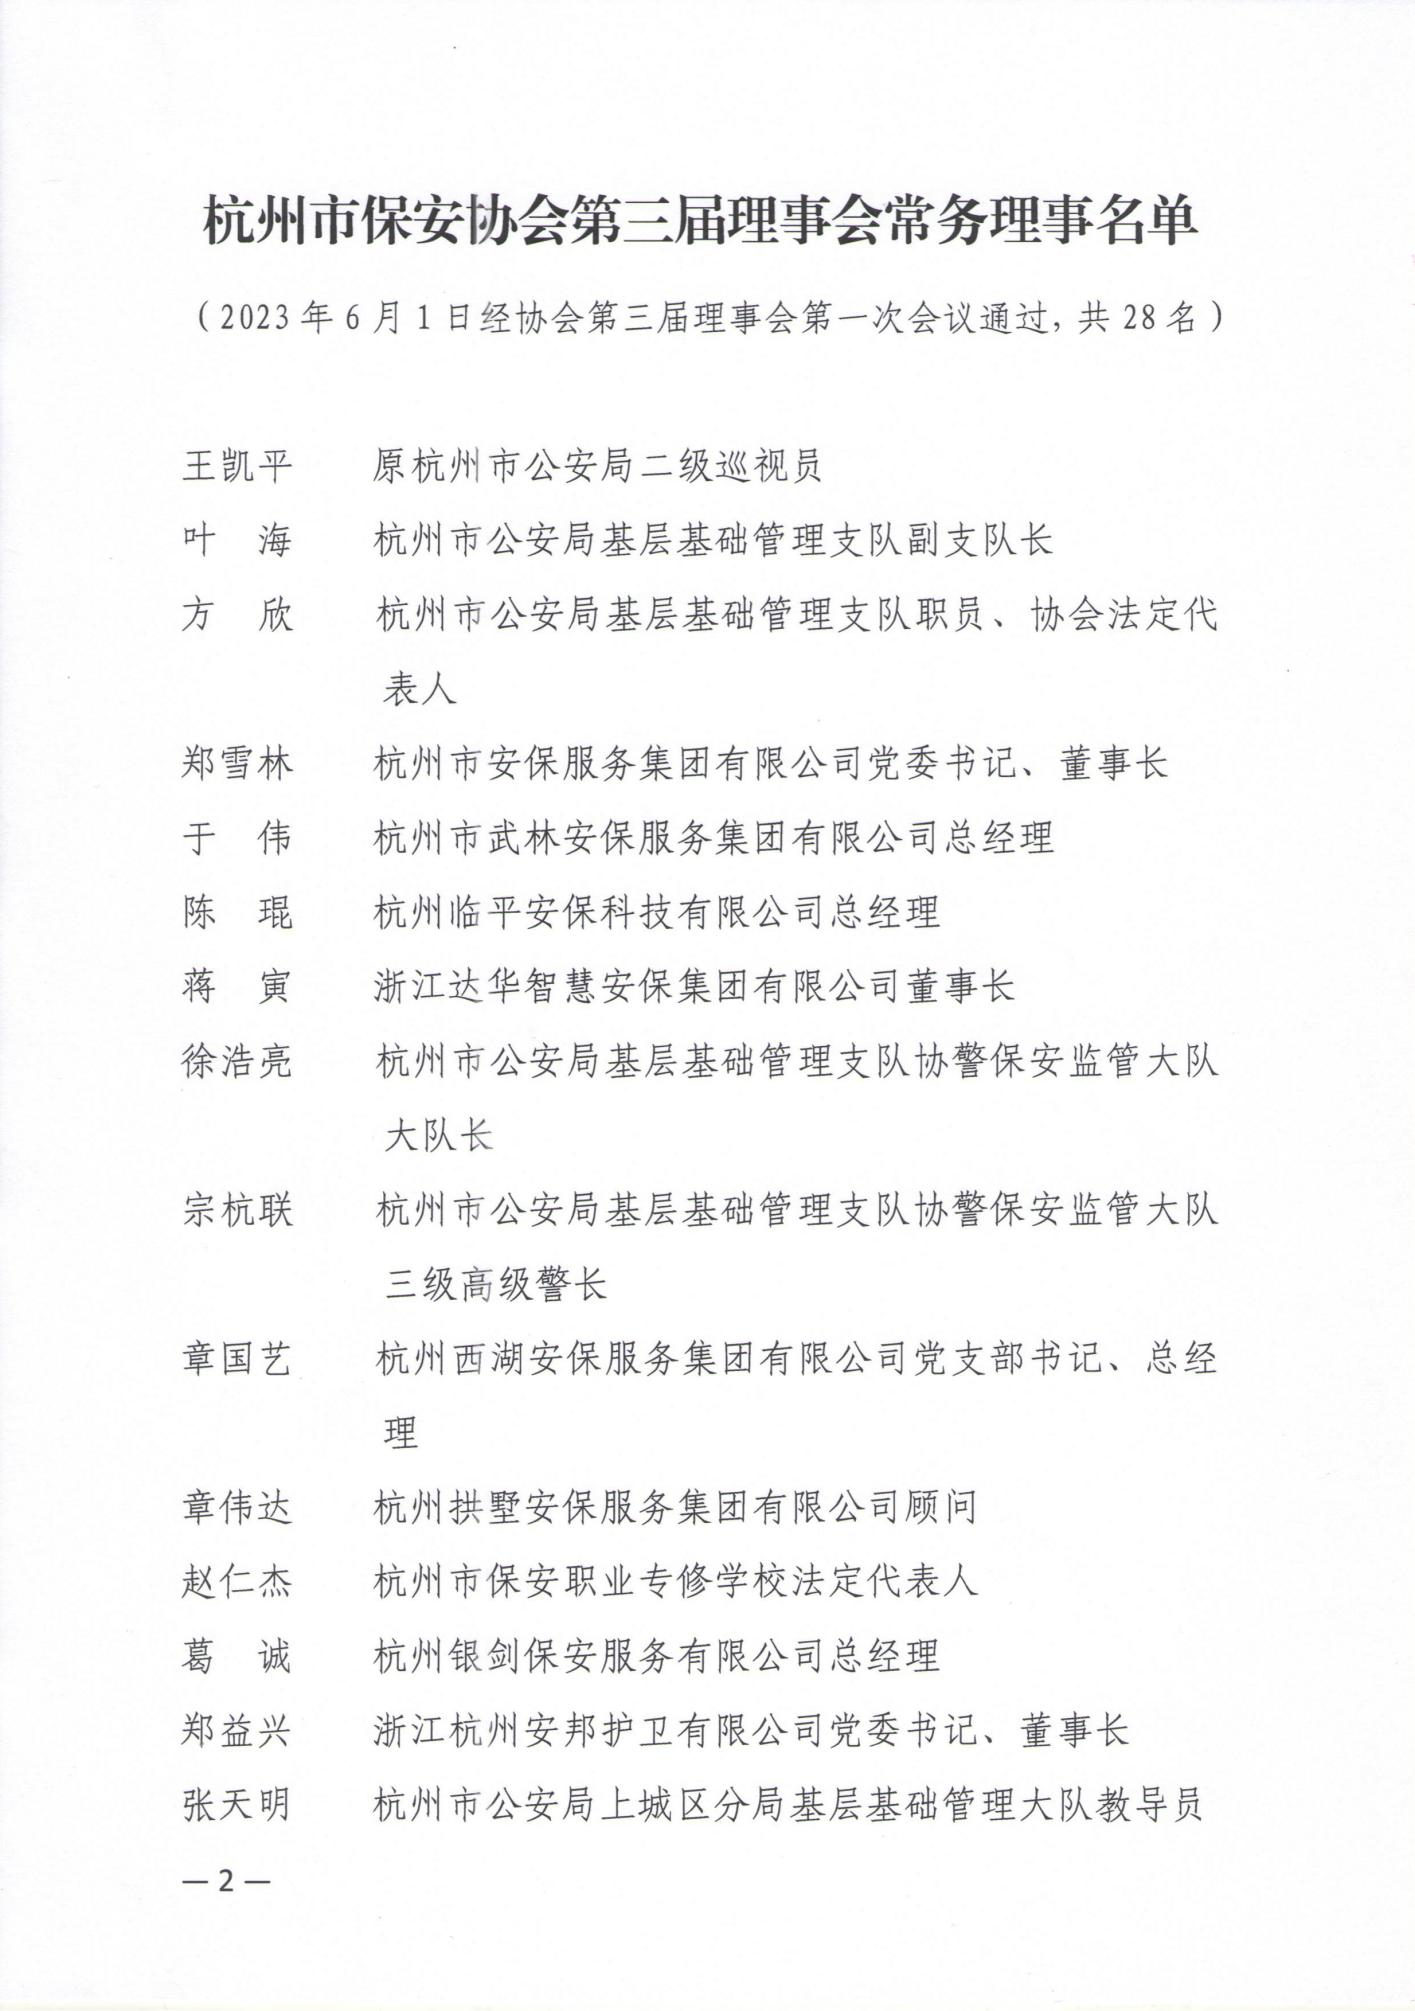 杭州市保安协会第三届理事会常务理事名单
（2023年6月1日经协会第三届理事会第一次会议通过，共28名）
王凯平 原杭州市公安局二级巡视员
叶 海 杭州市公安局基层基础管理支队副支队长
方 欣 杭州市公安局基层基础管理支队职员、协会法定代
表人
郑雪林 杭州市安保服务集团有限公司党委书记、董事长
于 伟 杭州市武林安保服务集团有限公司总经理
陈 琨 杭州临平安保科技有限公司总经理
蒋 寅 浙江达华智慧安保集团有限公司董事长
徐浩亮 杭州市公安局基层基础管理支队协警保安监管大队
大队长
宗杭联 杭州市公安局基层基础管理支队协警保安监管大队
三级高级警长
章国艺 杭州西湖安保服务集团有限公司党支部书记、总经
理
章伟达 杭州拱墅安保服务集团有限公司顾问
赵仁杰 杭州市保安职业专修学校法定代表人
葛 诚 杭州银剑保安服务有限公司总经理
郑益兴 浙江杭州安邦护卫有限公司党委书记、董事长
张天明 杭州市公安局上城区分局基层基础管理大队教导员
— 2 —